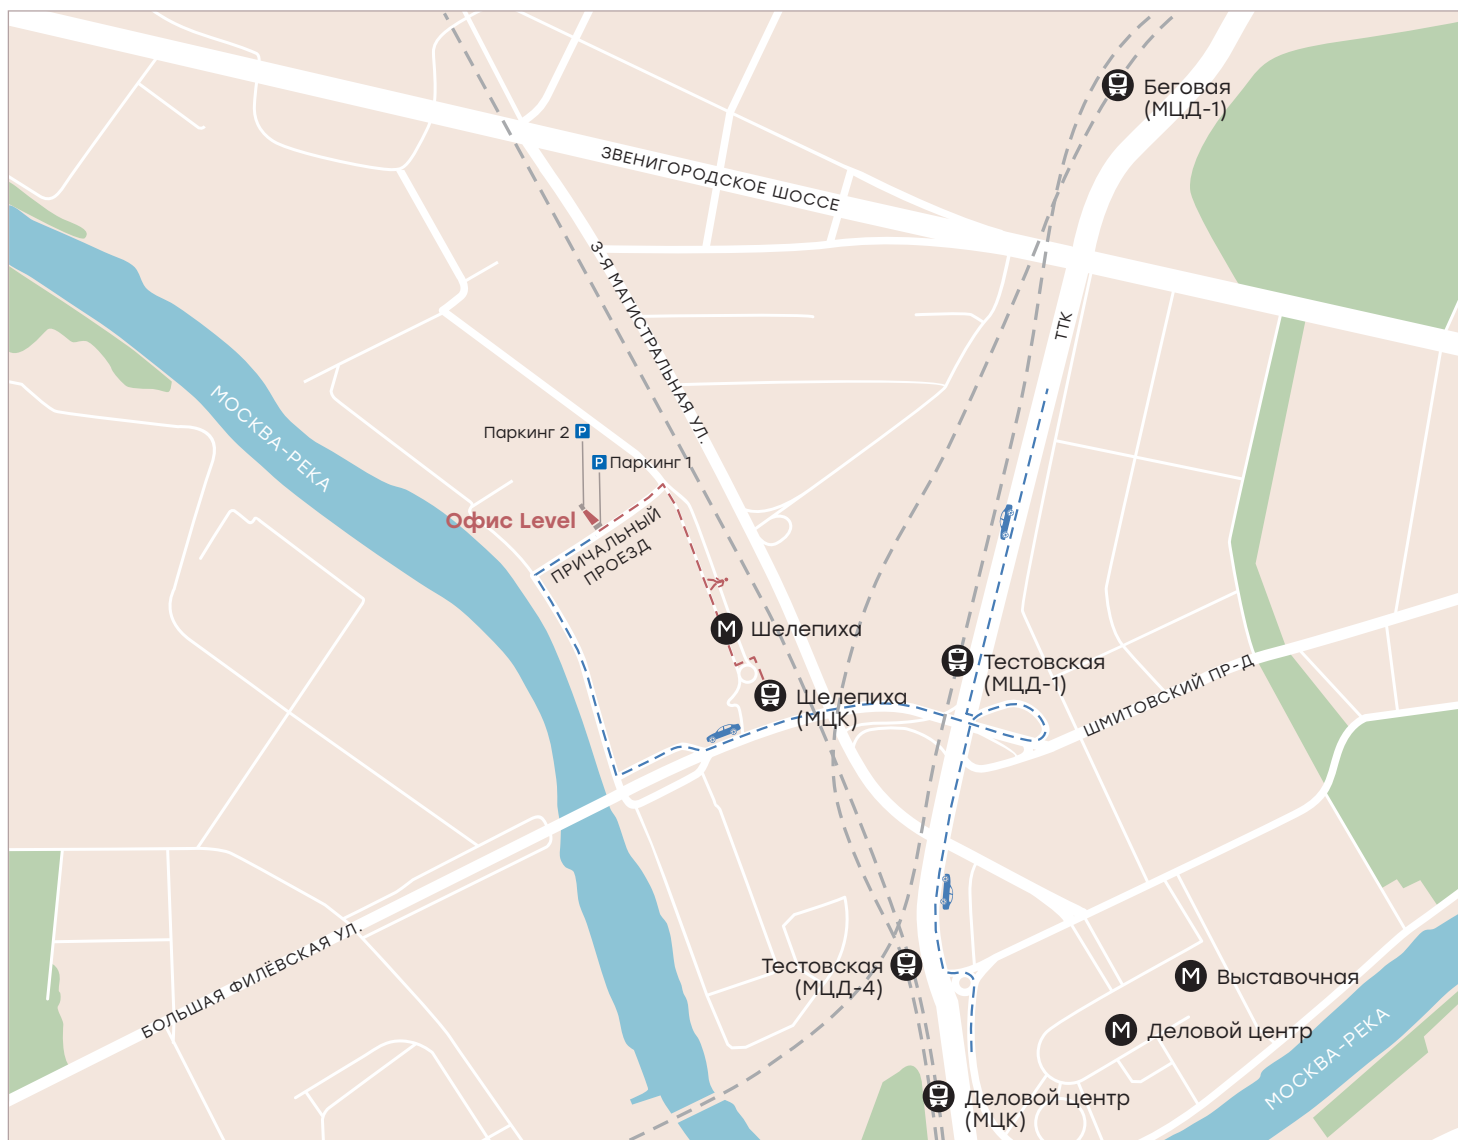 Беговая
(МЦД-1)
ЗВЕНИГОРОДСКОЕ ШОССЕ
3-Я МАГИСТРАЛЬНАЯ УЛ.
ТТК
МОСКВА-РЕКА
Паркинг 2
P
P
Паркинг 1
Офис Level
ПРИЧАЛЬНЫЙ
ПРОЕЗД
M
Шелепиха
Шелепиха
(МЦК)
Тестовская
(МЦД-1)
ШМИТОВСКИЙ ПР-Д
БОЛЬШАЯ ФИЛЁВСКАЯ УЛ.
Тестовская
(МЦД-4)
M
Выставочная
M
Деловой центр
МОСКВА-РЕКА
Деловой центр
(МЦК)